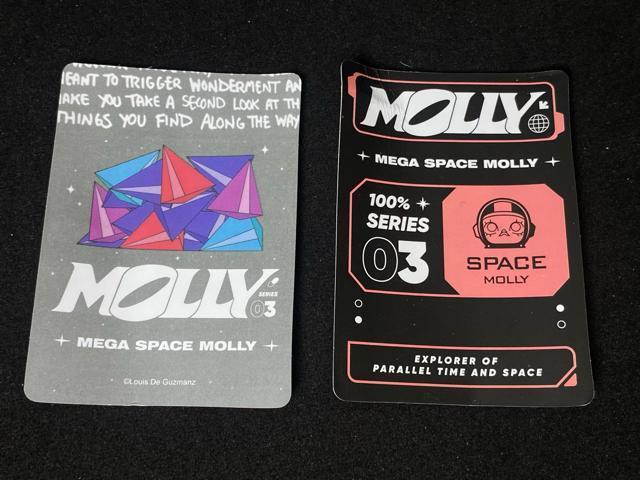 MEANT TO TRIGGER WONDERMENT AN
MAKE YOU TAKE A SECOND LOOK AT TH
THINGS YOU FIND ALONG THE WAY
MOLLY
SERIES
03
MEGA SPACE MOLLY
©Louis De Guzmanz
MOLLY
MEGA SPACE MOLLY
100%
SERIES
03
SPACE
MOLLY
EXPLORER OF
PARALLEL TIME AND SPACE